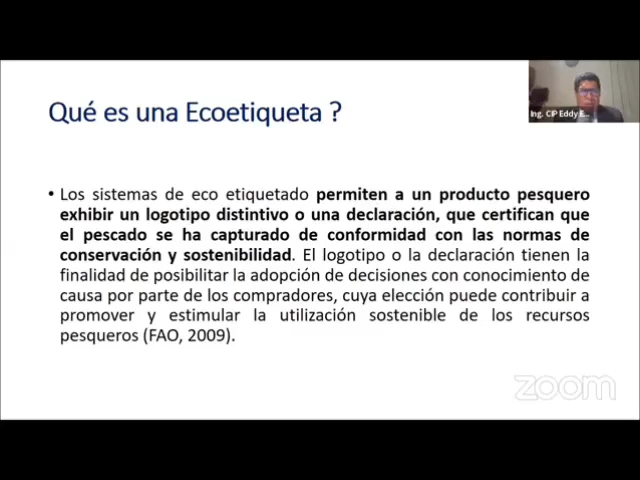 Qué es una Ecoetiqueta ?
Ing. CIP Eddy E...
• Los sistemas de eco etiquetado permiten a un producto pesquero
exhibir un logotipo distintivo o una declaración, que certifican que
el pescado se ha capturado de conformidad con las normas de
conservación y sostenibilidad. El logotipo o la declaración tienen la
finalidad de posibilitar la adopción de decisiones con conocimiento de
causa por parte de los compradores, cuya elección puede contribuir a
promover y estimular la utilización sostenible de los recursos
pesqueros (FAO, 2009).
zoom